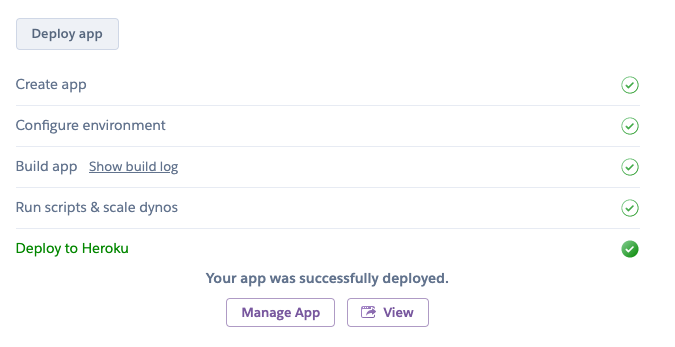 Deploy app
Create app
Configure environment
Build app Show build log
Run scripts & scale dynos
Deploy to Heroku
Your app was successfully deployed.
Manage App View